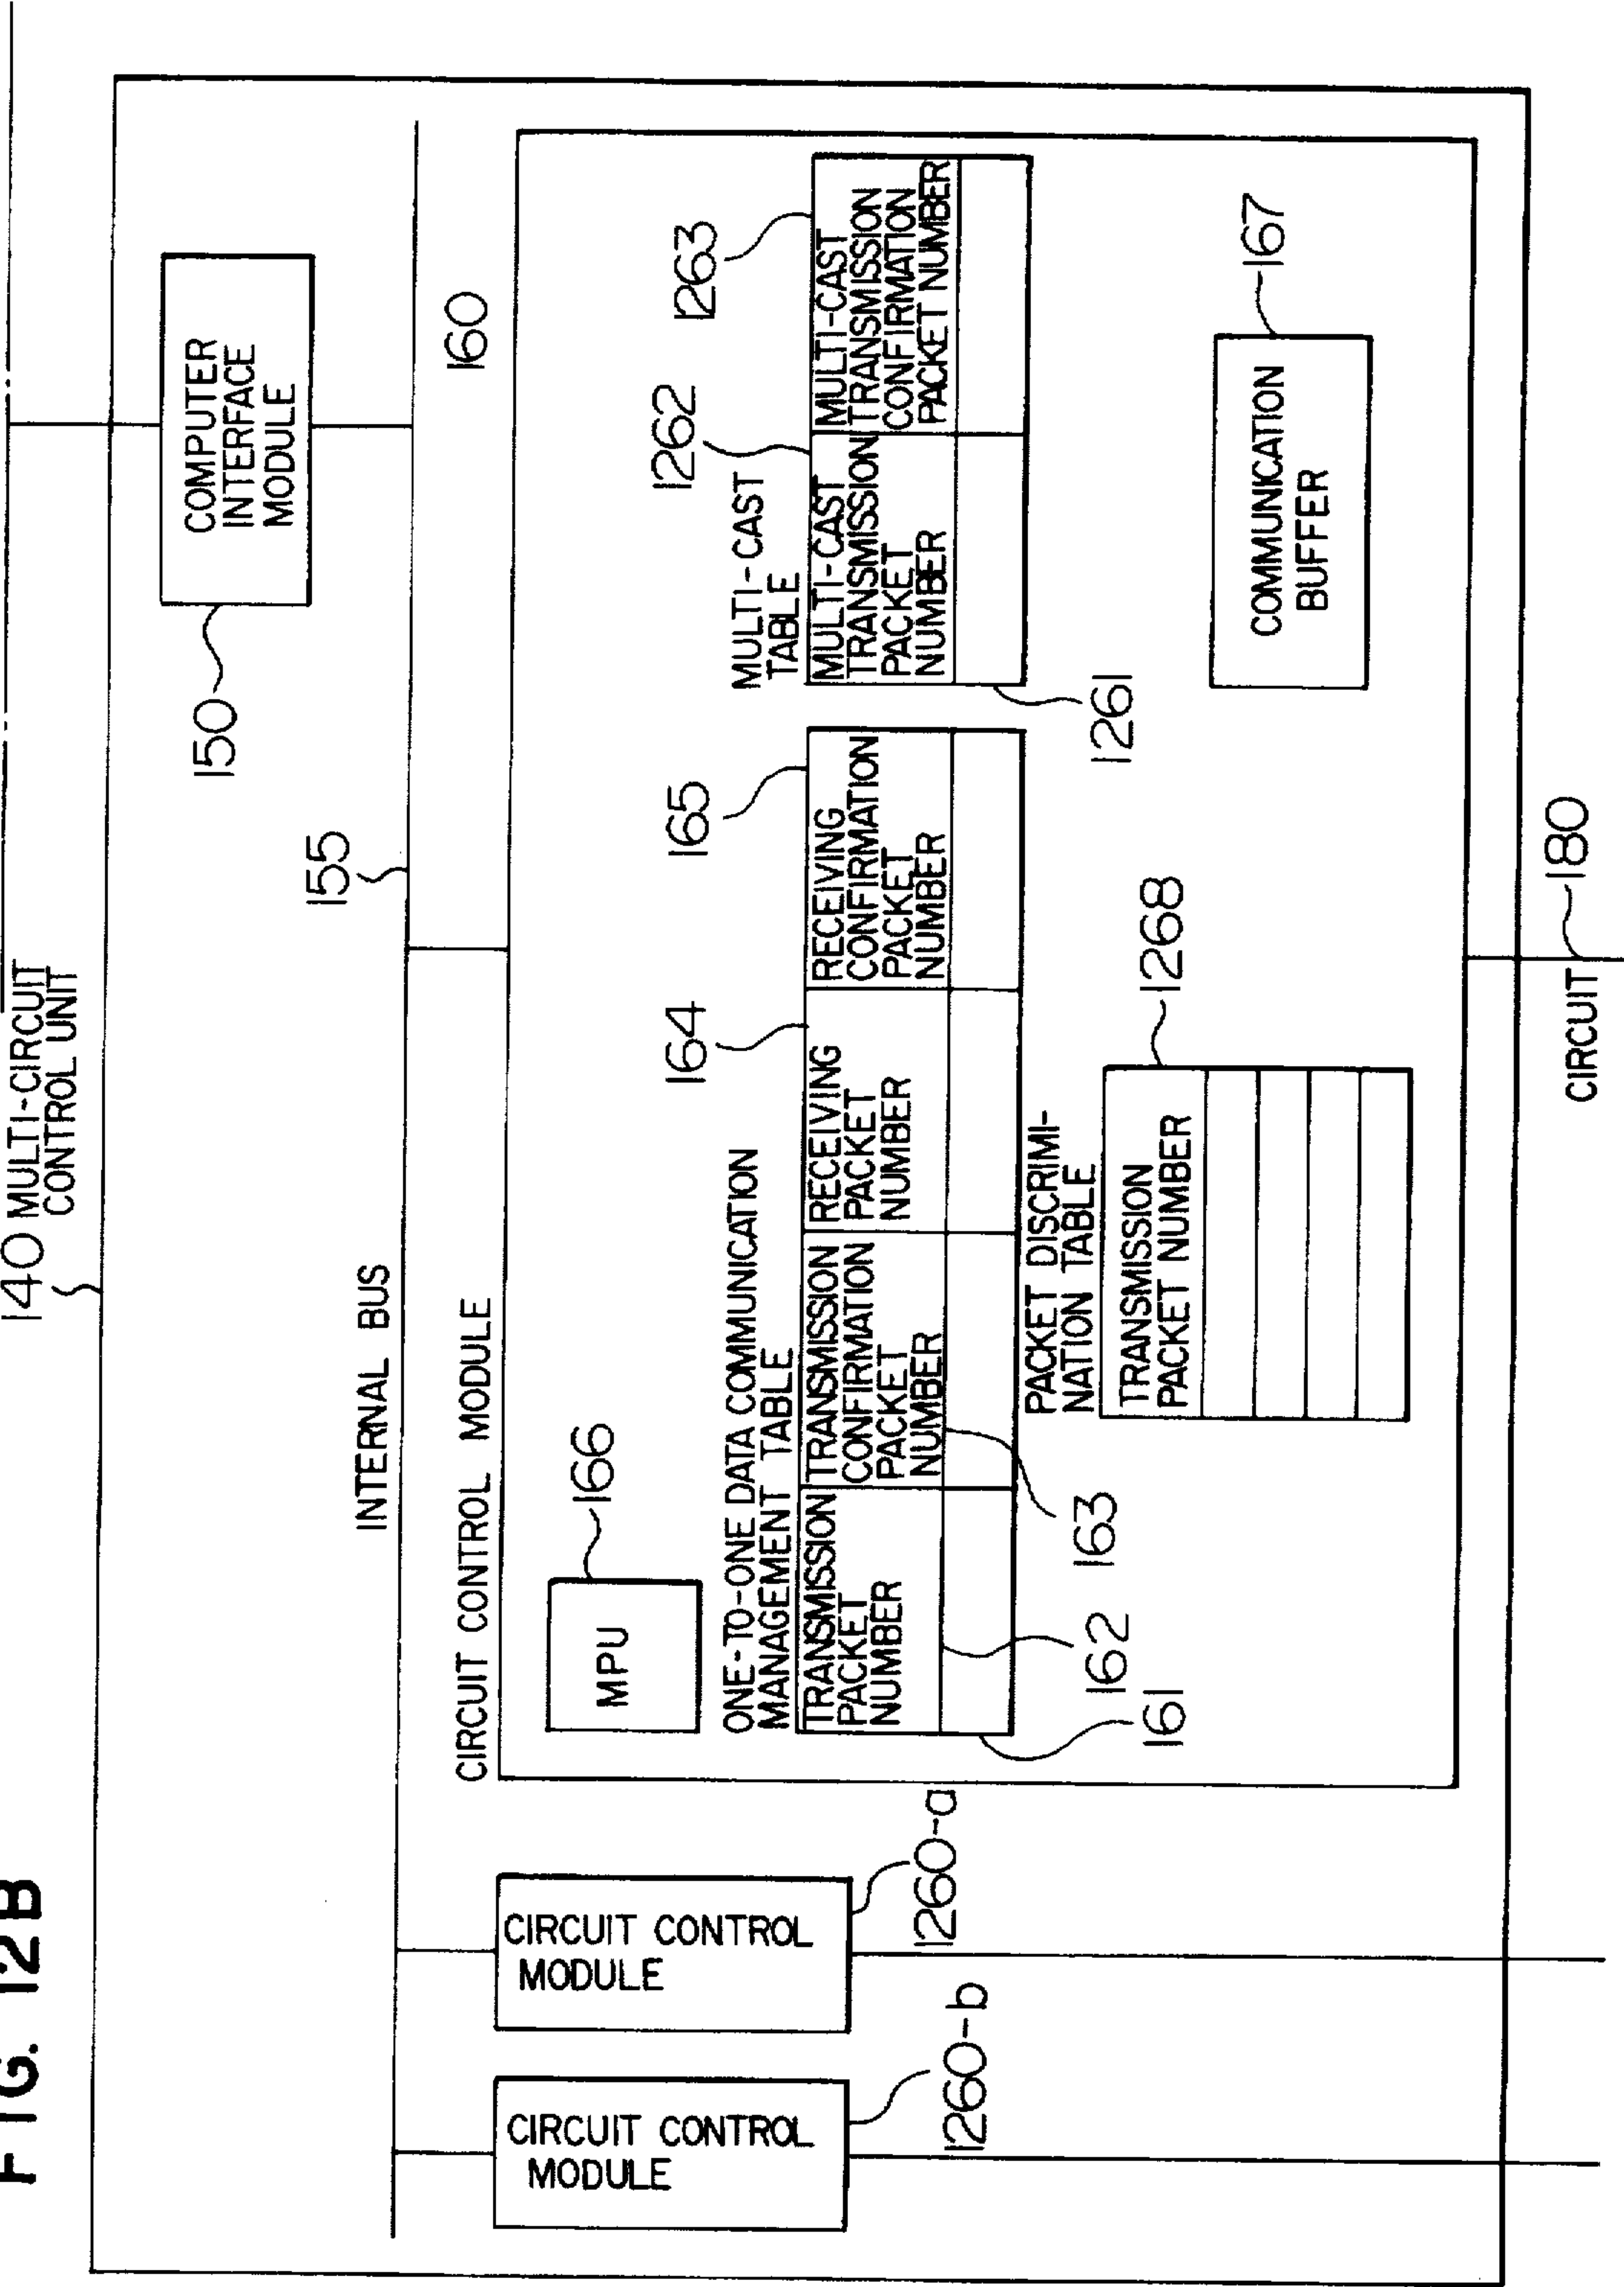 FIG. 12B
140 MULTI-CIRCUIT
CONTROL UNIT
COMPUTER
INTERFACE
MODULE
150
155
INTERNAL BUS
160
CIRCUIT CONTROL MODULE
MPU
166
ONE-TO-ONE DATA COMMUNICATION
MANAGEMENT TABLE
TRANSMISSION
PACKET
NUMBER
TRANSMISSION
CONFIRMATION
PACKET
NUMBER
RECEIVING
PACKET
NUMBER
RECEIVING
CONFIRMATION
PACKET
NUMBER
164
165
161
162
163
MULTI-CAST
TABLE
1262
1263
MULTI-CAST
TRANSMISSION
PACKET
NUMBER
MULTI-CAST
TRANSMISSION
CONFIRMATION
PACKET NUMBER
1261
PACKET DISCRIMI-
NATION TABLE
TRANSMISSION
PACKET NUMBER
1268
COMMUNICATION
BUFFER
167
CIRCUIT CONTROL
MODULE
1260-a
CIRCUIT CONTROL
MODULE
1260-b
CIRCUIT
180